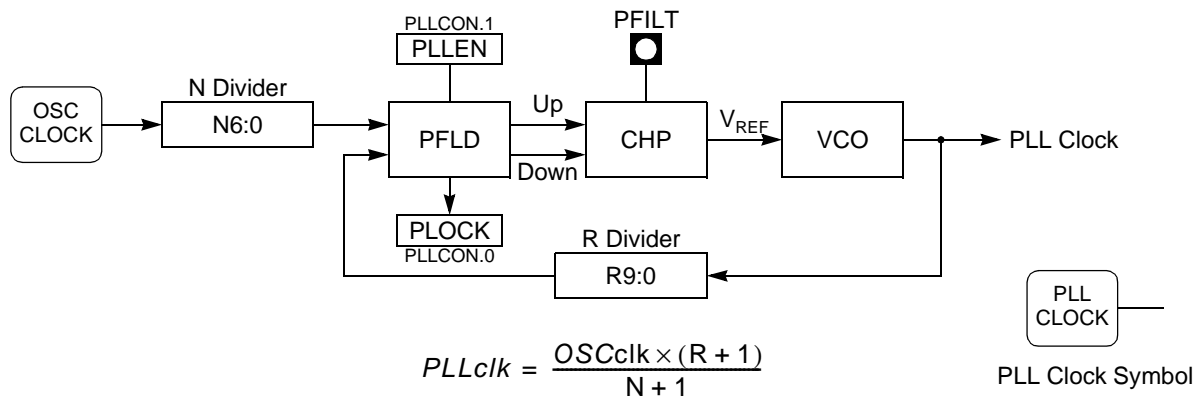 PLLCON.1
PLLEN
PFILT
OSC
CLOCK
N Divider
N6:0
PFLD
Up
Down
CHP
VREF
VCO
PLL Clock
PLOCK
PLLCON.0
R Divider
R9:0
PLL
CLOCK
PLL Clock Symbol
PLLclk = OSCclk × (R + 1)
N + 1